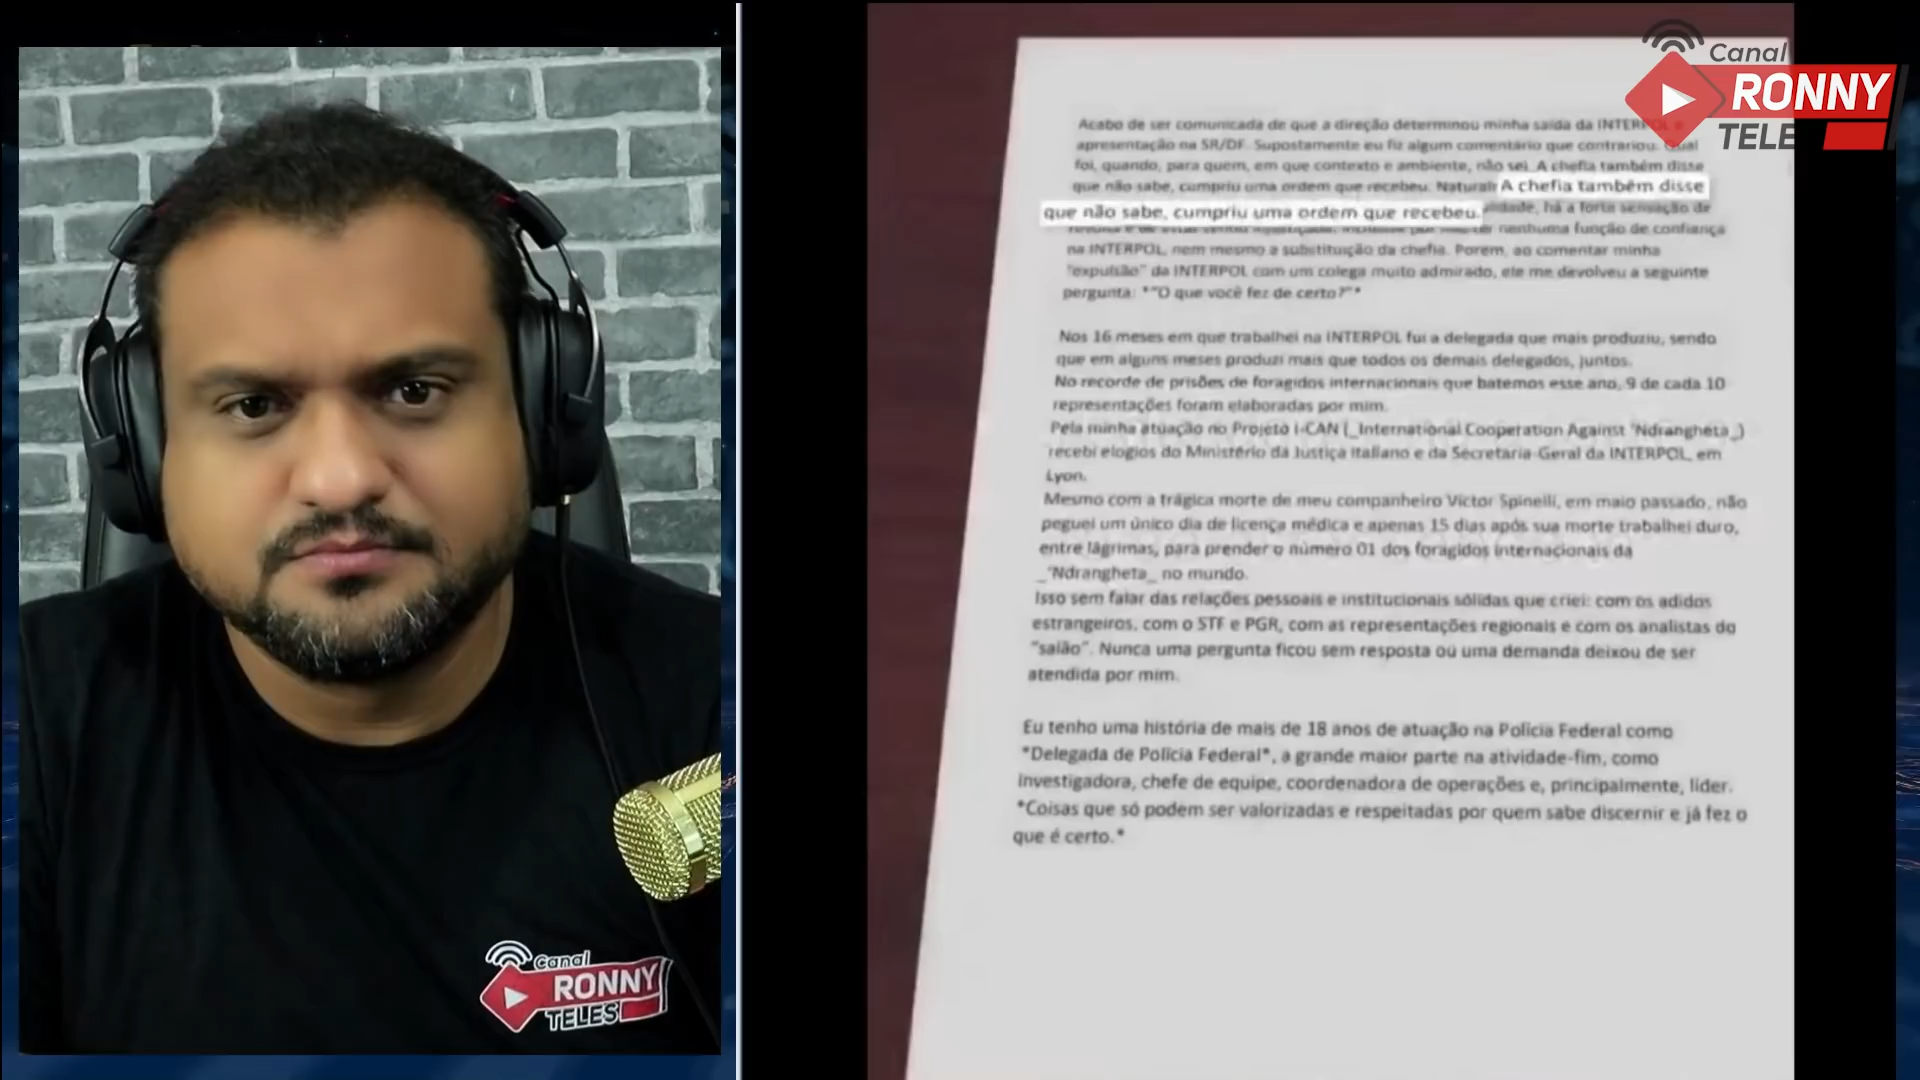 Canal
RONNY
TELES
Acabo de ser comunicada de que a direção determinou minha saída da INTERPOL e
apresentação na SR/DF. Supostamente eu fiz algum comentário que contrariou. Qual
foi, quando, para quem, em que contexto e ambiente, não sei. A chefia também disse
que não sabe, cumpriu uma ordem que recebeu.
A chefia também disse
que não sabe, cumpriu uma ordem que recebeu.
há a forte sensação de
nenhuma função de confiança
na INTERPOL, nem mesmo a substituição da chefia. Porem, ao comentar minha
"expulsão" da INTERPOL com um colega muito admirado, ele me devolveu a seguinte
pergunta: *"O que você fez de certo?"*
Nos 16 meses em que trabalhei na INTERPOL fui a delegada que mais produziu, sendo
que em alguns meses produzi mais que todos os demais delegados, juntos.
No recorde de prisões de foragidos internacionais que batemos esse ano, 9 de cada 10
representações foram elaboradas por mim.
Pela minha atuação no Projeto I-CAN (_International Cooperation Against 'Ndrangheta_)
recebi elogios do Ministério da Justiça Italiano e da Secretaria-Geral da INTERPOL, em
Lyon.
Mesmo com a trágica morte de meu companheiro Victor Spinelli, em maio passado, não
peguei um único dia de licença médica e apenas 15 dias após sua morte trabalhei duro,
entre lágrimas, para prender o número 01 dos foragidos internacionais da
_'Ndrangheta_ no mundo.
Isso sem falar das relações pessoais e institucionais sólidas que criei: com os adidos
estrangeiros, com o STF e PGR, com as representações regionais e com os analistas do
"salão". Nunca uma pergunta ficou sem resposta ou uma demanda deixou de ser
atendida por mim.
Eu tenho uma história de mais de 18 anos de atuação na Polícia Federal como
*Delegada de Polícia Federal*, a grande maior parte na atividade-fim, como
investigadora, chefe de equipe, coordenadora de operações e, principalmente, líder.
*Coisas que só podem ser valorizadas e respeitadas por quem sabe discernir e já fez o
que é certo.*
Canal
RONNY
TELES